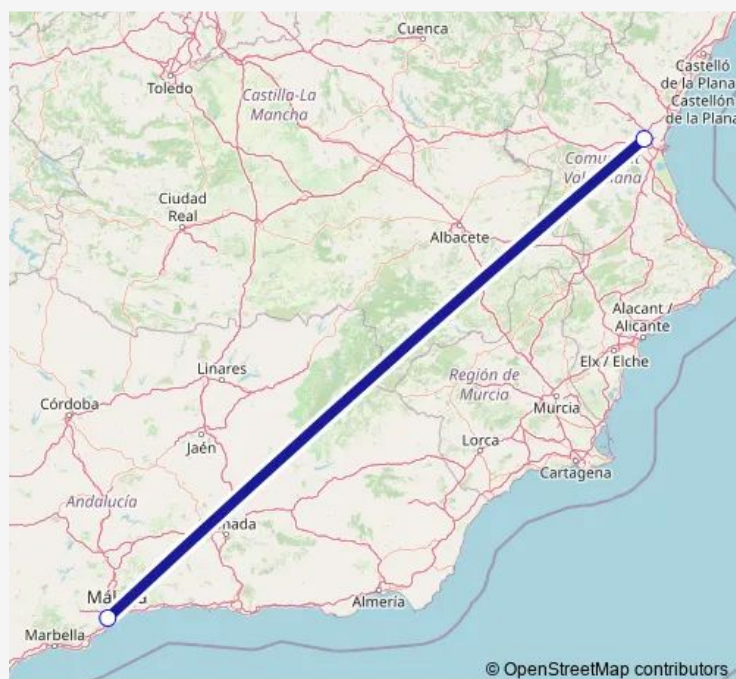 Cuenca
Castelló
de la Plana /
Castellón
de la Plana
Toledo
Castilla-La
Mancha
Ciudad
Real
Albacete
Alacant /
Alicante
Elx / Elche
Linares
Región de
Murcia
Murcia
Córdoba
Jaén
Lorca
Cartagena
Andalucía
Almería
Marbella
© OpenStreetMap contributors